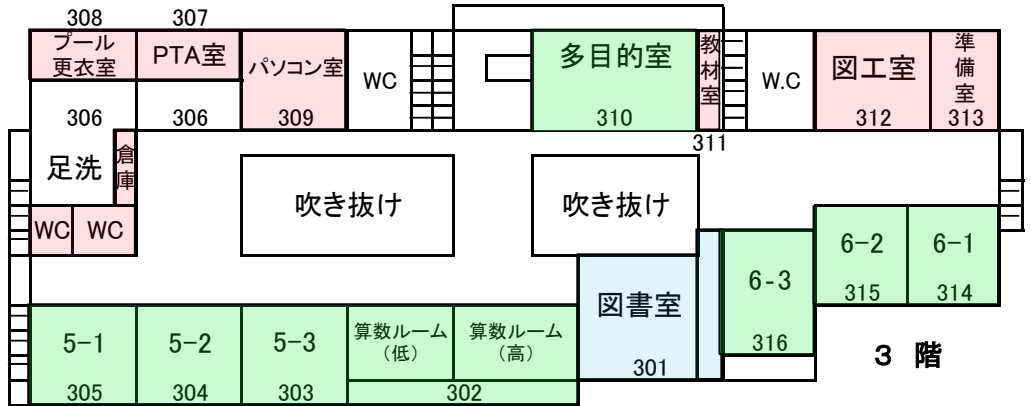 308
307
プール
更衣室
PTA室
パソコン室
WC
多目的室
教材室
W.C
図工室
準備室
306
306
309
310
311
312
313
足洗
倉庫
吹き抜け
吹き抜け
WC
WC
6-2
6-1
6-3
315
314
図書室
5-1
5-2
5-3
算数ルーム
（低）
算数ルーム
（高）
316
3 階
301
305
304
303
302